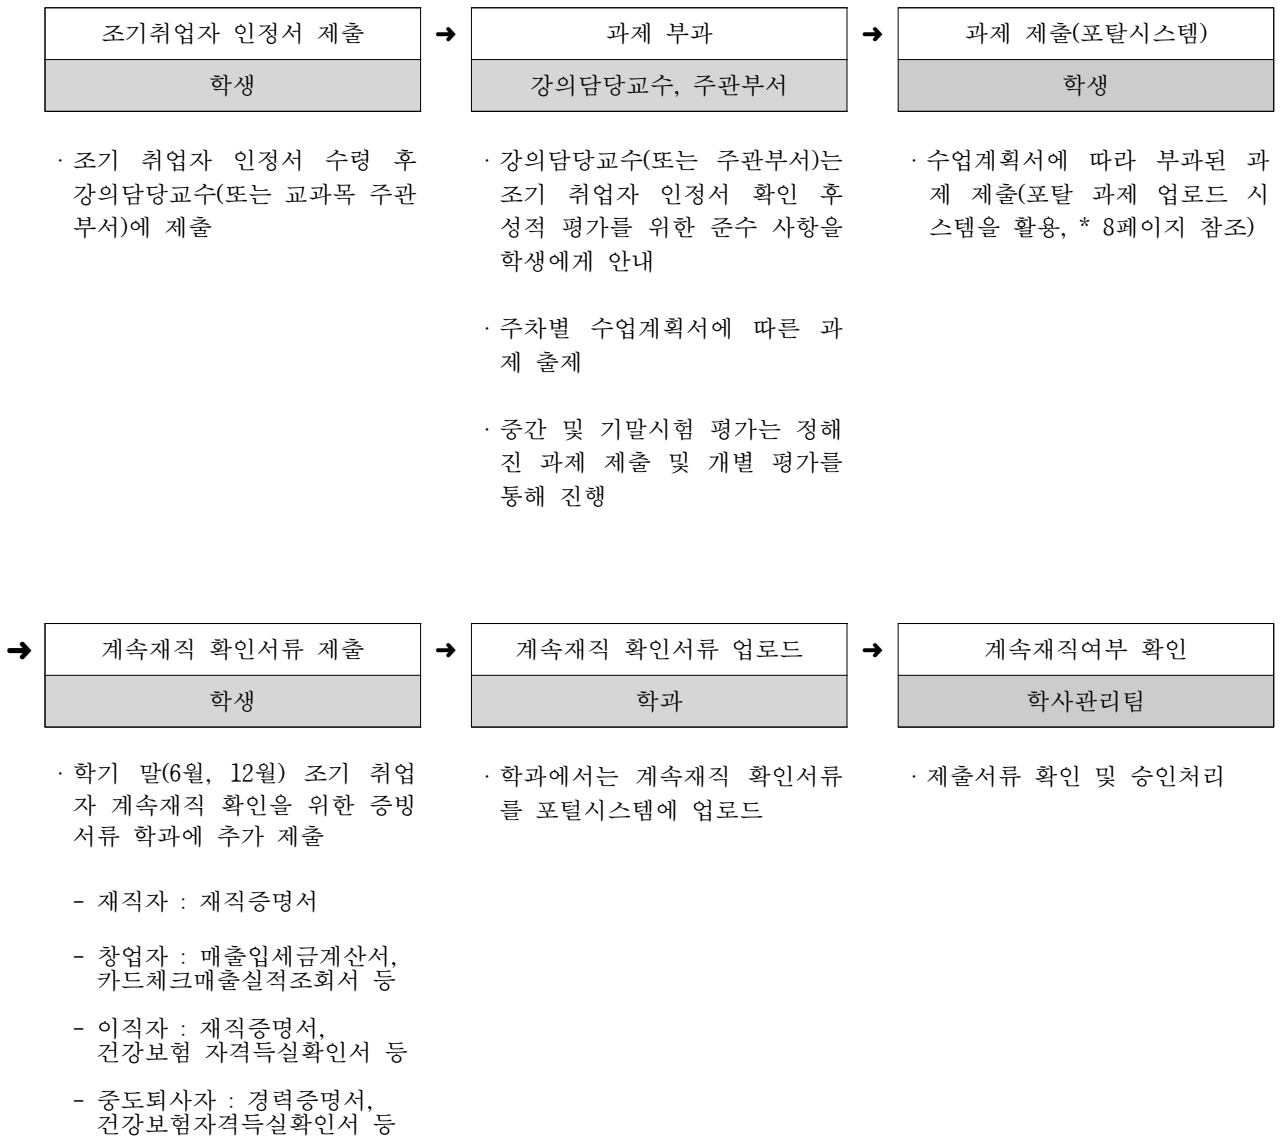 조기취업자 인정서 제출
학생
· 조기 취업자 인정서 수령 후
강의담당교수(또는 교과목 주관
부서)에 제출
➜
과제 부과
강의담당교수, 주관부서
· 강의담당교수(또는 주관부서)는
조기 취업자 인정서 확인 후
성적 평가를 위한 준수 사항을
학생에게 안내
· 주차별 수업계획서에 따른 과
제 출제
· 중간 및 기말시험 평가는 정해
진 과제 제출 및 개별 평가를
통해 진행
➜
과제 제출(포탈시스템)
학생
· 수업계획서에 따라 부과된 과
제 제출(포탈 과제 업로드 시
스템을 활용, * 8페이지 참조)
➜
계속재직 확인서류 제출
학생
· 학기 말(6월, 12월) 조기 취업
자 계속재직 확인을 위한 증빙
서류 학과에 추가 제출
- 재직자 : 재직증명서
- 창업자 : 매출입세금계산서,
카드체크매출실적조회서 등
- 이직자 : 재직증명서,
건강보험 자격득실확인서 등
- 중도퇴사자 : 경력증명서,
건강보험자격득실확인서 등
➜
계속재직 확인서류 업로드
학과
· 학과에서는 계속재직 확인서류
를 포털시스템에 업로드
➜
계속재직여부 확인
학사관리팀
· 제출서류 확인 및 승인처리